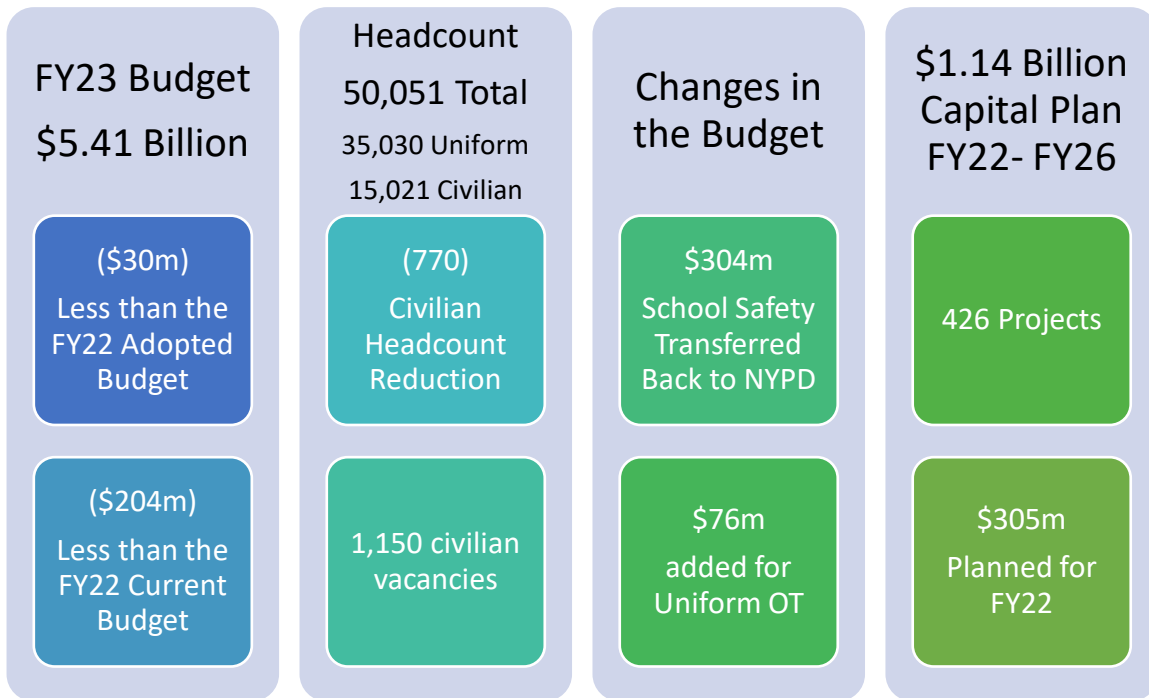 FY23 Budget
$5.41 Billion
($30m)
Less than the
FY22 Adopted
Budget
($204m)
Less than the
FY22 Current
Budget
Headcount
50,051 Total
35,030 Uniform
15,021 Civilian
(770)
Civilian
Headcount
Reduction
1,150 civilian
vacancies
Changes in
the Budget
$304m
School Safety
Transferred
Back to NYPD
$76m
added for
Uniform OT
$1.14 Billion
Capital Plan
FY22- FY26
426 Projects
$305m
Planned for
FY22